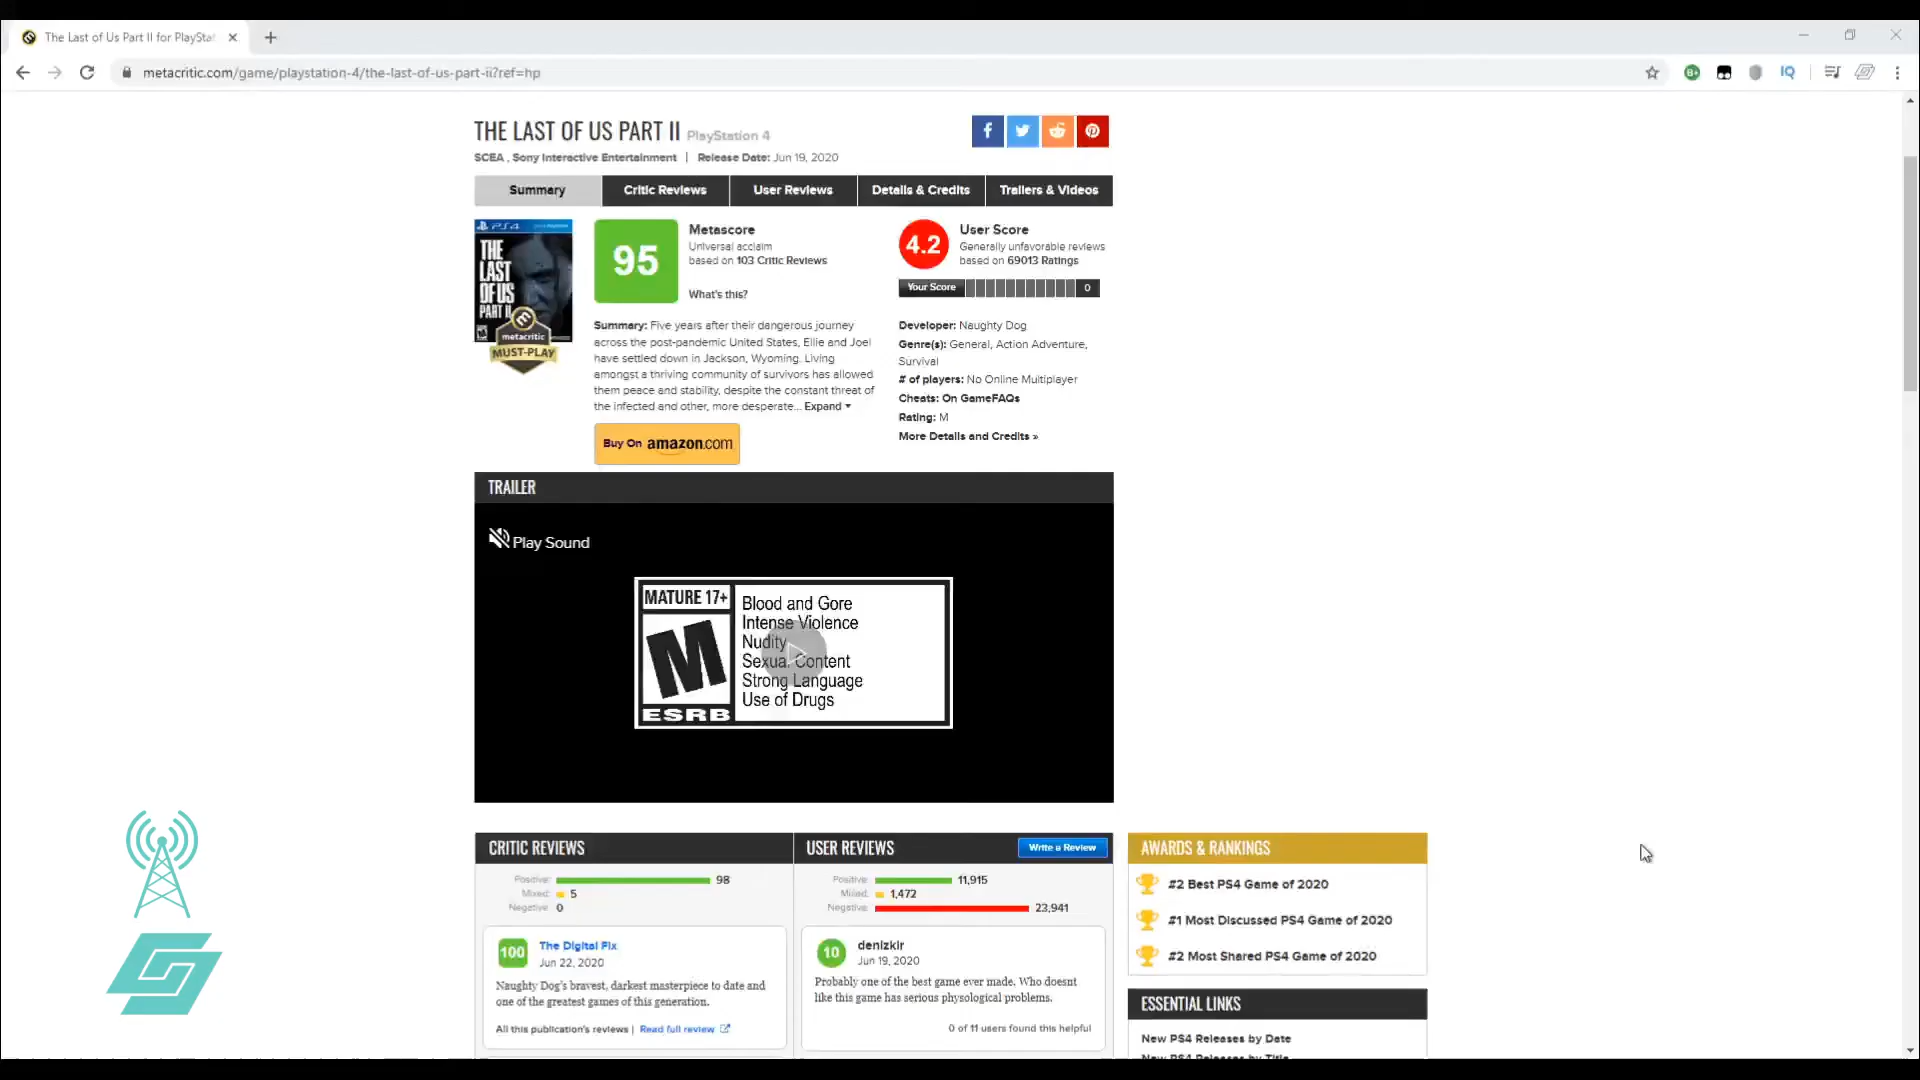 The Last of Us Part II for PlayStat
metacritic.com/game/playstation-4/the-last-of-us-part-ii?ref=hp
B+
IQ
THE LAST OF US PART II PlayStation 4
SCEA , Sony Interactive Entertainment | Release Date: Jun 19, 2020
Summary
Critic Reviews
User Reviews
Details & Credits
Trailers & Videos
PS4
THE LAST OF US PART II
metacritic
MUST-PLAY
95
Metascore
Universal acclaim
based on 103 Critic Reviews
What's this?
4.2
User Score
Generally unfavorable reviews
based on 69013 Ratings
Your Score
0
Summary: Five years after their dangerous journey
across the post-pandemic United States, Ellie and Joel
have settled down in Jackson, Wyoming. Living
amongst a thriving community of survivors has allowed
them peace and stability, despite the constant threat of
the infected and other, more desperate... Expand
Buy On amazon.com
Developer: Naughty Dog
Genre(s): General, Action Adventure,
Survival
# of players: No Online Multiplayer
Cheats: On GameFAQs
Rating: M
More Details and Credits »
TRAILER
Play Sound
MATURE 17+
M
ESRB
Blood and Gore
Intense Violence
Nudity
Sexual Content
Strong Language
Use of Drugs
CRITIC REVIEWS
Positive: 98
Mixed: 5
Negative: 0
100
The Digital Fix
Jun 22, 2020
Naughty Dog's bravest, darkest masterpiece to date and
one of the greatest games of this generation.
All this publication's reviews | Read full review
USER REVIEWS
Write a Review
Positive: 11,915
Mixed: 1,472
Negative: 23,941
10
denizkir
Jun 19, 2020
Probably one of the best game ever made. Who doesnt
like this game has serious physological problems.
0 of 11 users found this helpful
AWARDS & RANKINGS
#2 Best PS4 Game of 2020
#1 Most Discussed PS4 Game of 2020
#2 Most Shared PS4 Game of 2020
ESSENTIAL LINKS
New PS4 Releases by Date
New PS4 Releases by Title